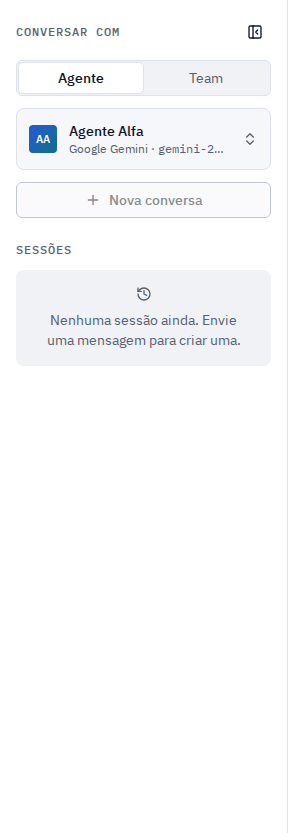 CONVERSAR COM
Agente
Team
AA
Agente Alfa
Google Gemini · gemini-2…
Nova conversa
SESSÕES
Nenhuma sessão ainda. Envie
uma mensagem para criar uma.